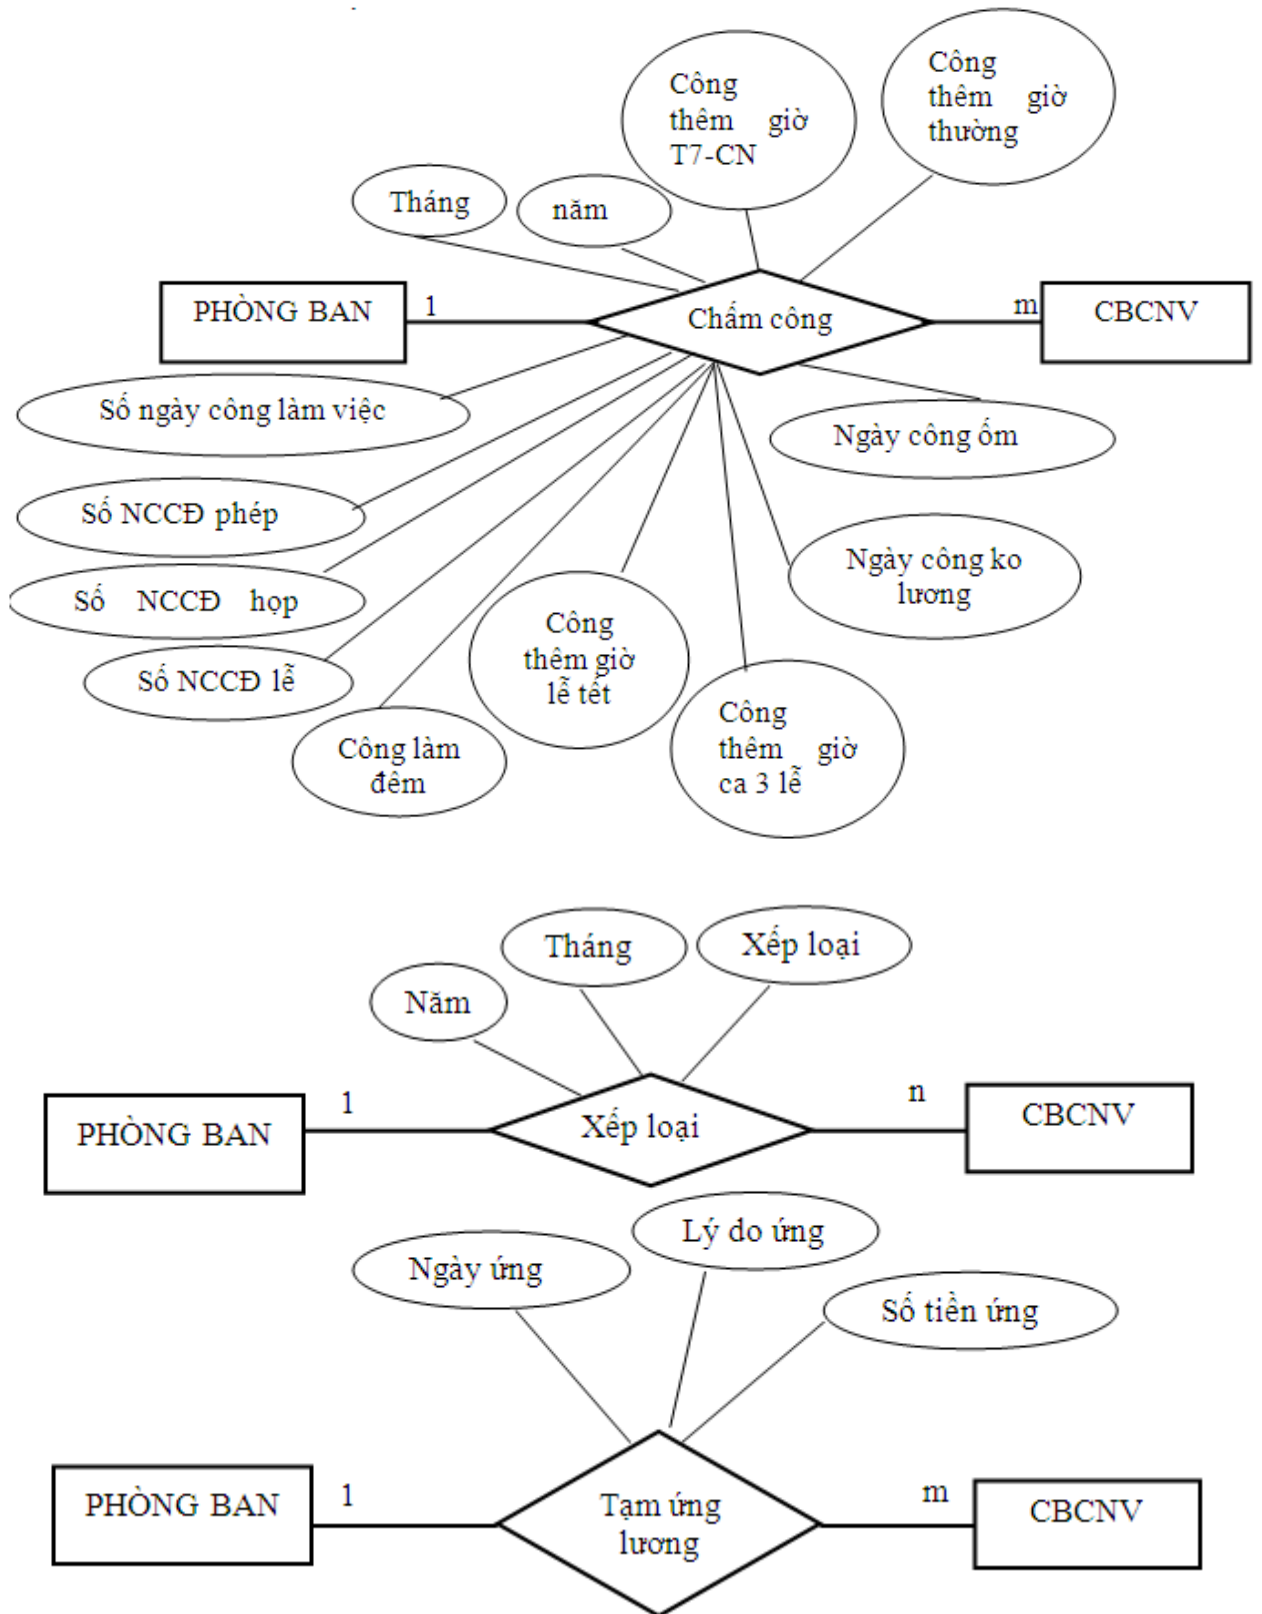 Công
thêm giờ
T7-CN
Công
thêm giờ
thường
Tháng
năm
PHÒNG BAN
1
Chấm công
m
CBCNV
Số ngày công làm việc
Ngày công ốm
Số NCCĐ phép
Ngày công ko
lương
Số NCCĐ họp
Công
thêm giờ
lễ tết
Số NCCĐ lễ
Công
thêm giờ
ca 3 lễ
Công làm
đêm
Tháng
Xếp loại
Năm
PHÒNG BAN
1
Xếp loại
n
CBCNV
Lý do ứng
Ngày ứng
Số tiền ứng
PHÒNG BAN
1
Tạm ứng
lương
m
CBCNV